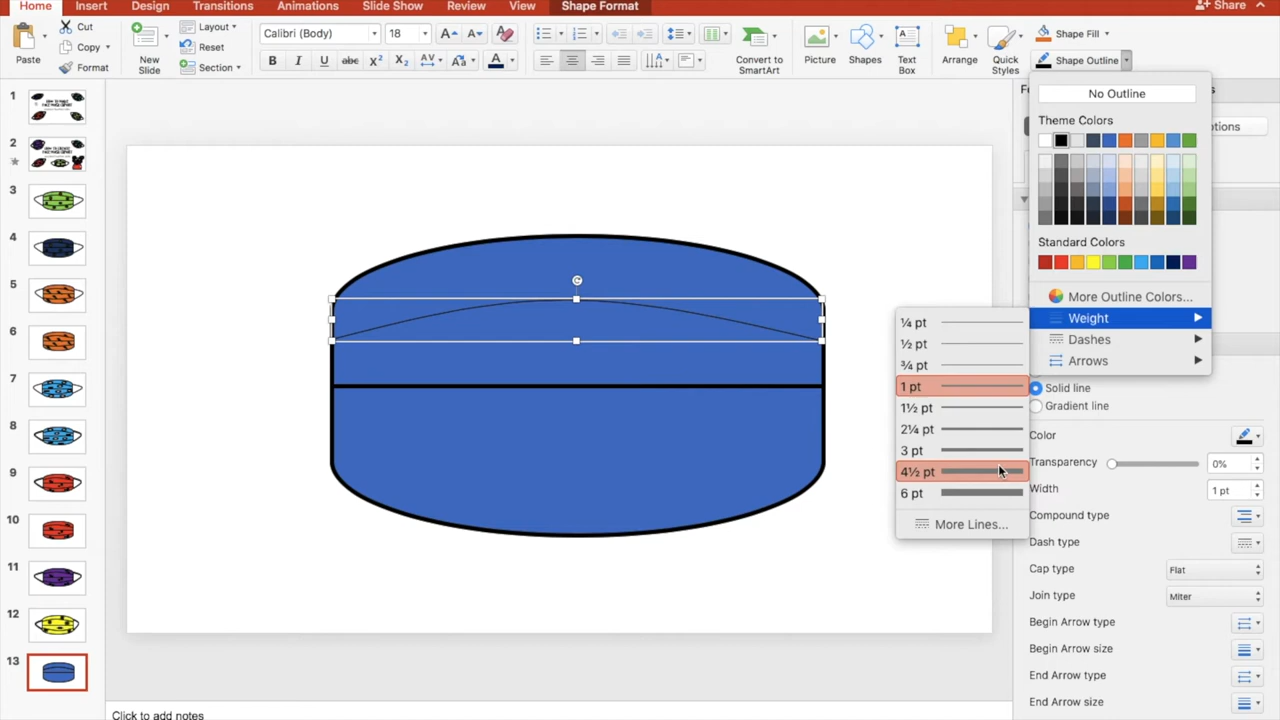 Home Insert Design Transitions Animations Slide Show Review View Shape Format Share
Paste
Cut
Copy
Format
New Slide
Layout
Reset
Section
Calibri (Body) 18
B I U abc X² X₂ AV Aa A
Convert to SmartArt
Picture
Shapes
Text Box
Arrange
Quick Styles
Shape Fill
Shape Outline
No Outline
Theme Colors
Standard Colors
More Outline Colors...
Weight
Dashes
Arrows
¼ pt
½ pt
¾ pt
1 pt
1½ pt
2¼ pt
3 pt
4½ pt
6 pt
More Lines...
Solid line
Gradient line
Color
Transparency 0%
Width 1 pt
Compound type
Dash type
Cap type Flat
Join type Miter
Begin Arrow type
Begin Arrow size
End Arrow type
End Arrow size
1
2
3
4
5
6
7
8
9
10
11
12
13
Click to add notes